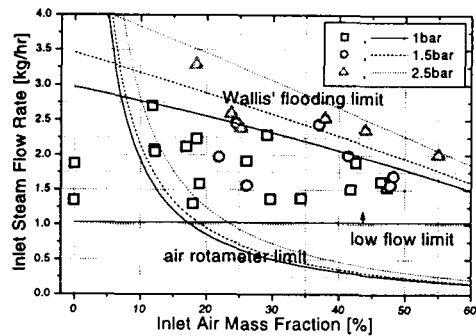 Inlet Steam Flow Rate [kg/hr]
4.0
3.5
3.0
2.5
2.0
1.5
1.0
0.5
0.0
1bar
1.5bar
2.5bar
Wallis' flooding limit
low flow limit
air rotameter limit
0 10 20 30 40 50 60
Inlet Air Mass Fraction [%]